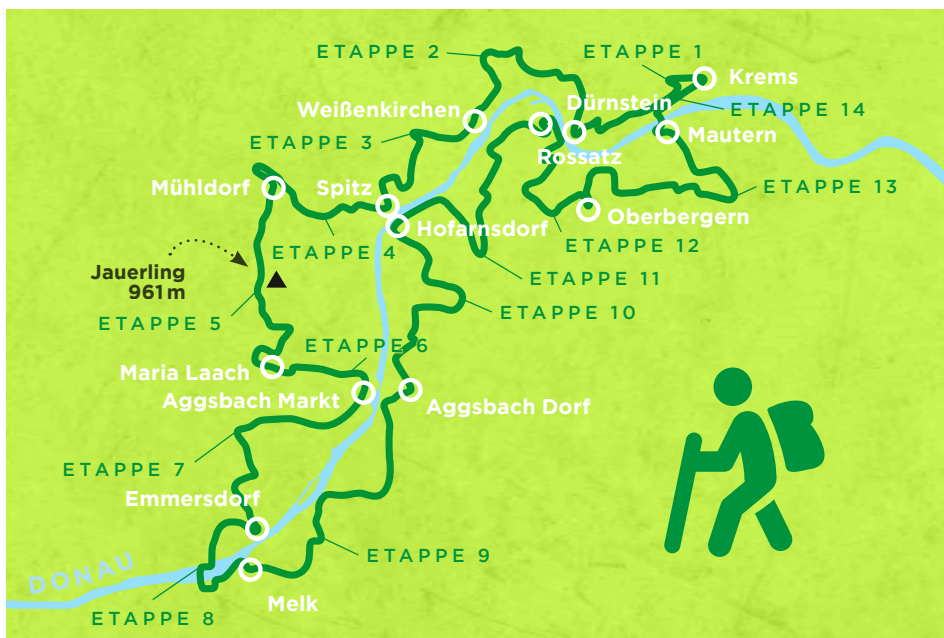 ETAPPE 2
ETAPPE 1
Krems
Weißenkirchen
Dürnstein
ETAPPE 14
ETAPPE 3
Rossatz
Mautern
Mühldorf
Spitz
ETAPPE 13
Hofarnsdorf
Oberbergern
ETAPPE 4
ETAPPE 12
Jauerling
961 m
ETAPPE 11
ETAPPE 5
ETAPPE 10
ETAPPE 6
Maria Laach
Aggsbach Markt
Aggsbach Dorf
ETAPPE 7
Emmersdorf
ETAPPE 9
DONAU
Melk
ETAPPE 8